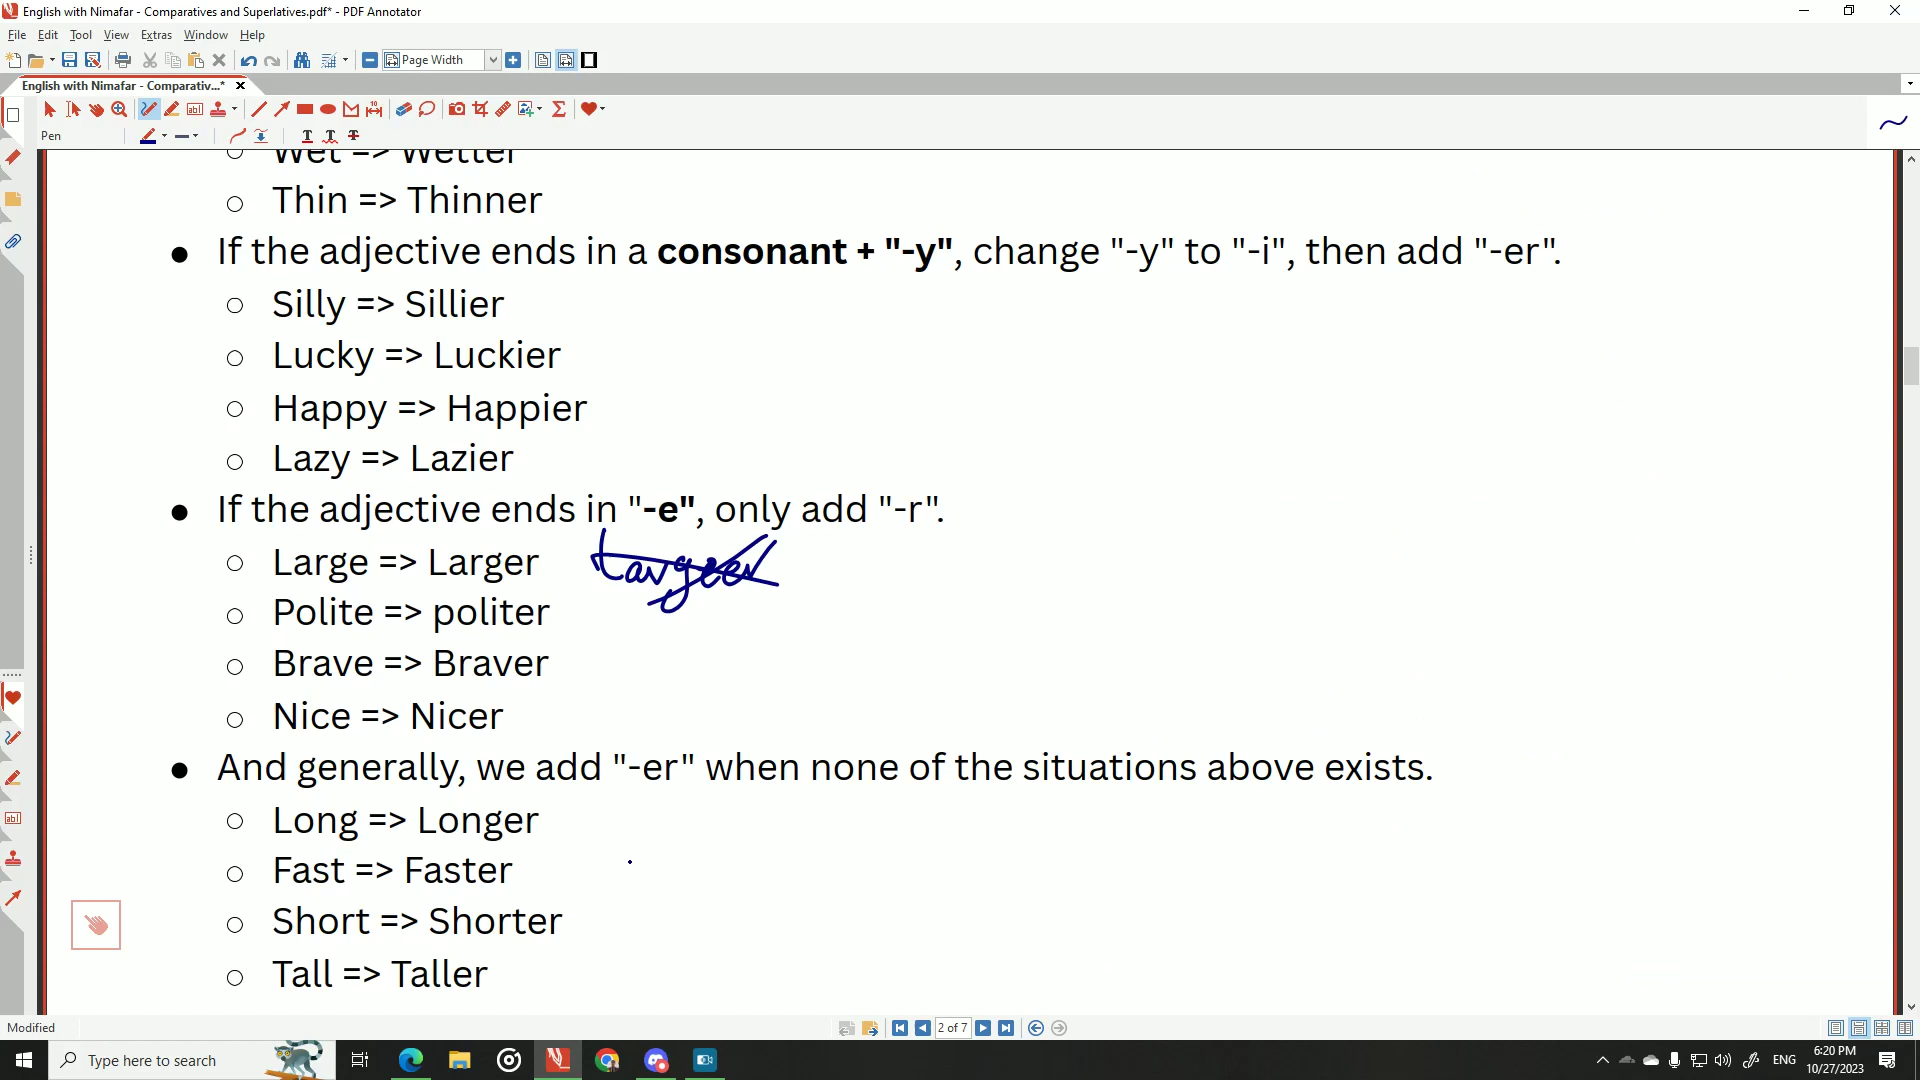 English with Nimafar - Comparatives and Superlatives.pdf* - PDF Annotator
File Edit Tool View Extras Window Help
Page Width
English with Nimafar - Comparativ...*
Pen
Wet => Wetter
Thin => Thinner
If the adjective ends in a consonant + "-y", change "-y" to "-i", then add "-er".
Silly => Sillier
Lucky => Luckier
Happy => Happier
Lazy => Lazier
If the adjective ends in "-e", only add "-r".
Large => Larger Largeer
Polite => politer
Brave => Braver
Nice => Nicer
And generally, we add "-er" when none of the situations above exists.
Long => Longer
Fast => Faster
Short => Shorter
Tall => Taller
Modified 2 of 7
Type here to search ENG 6:20 PM
10/27/2023